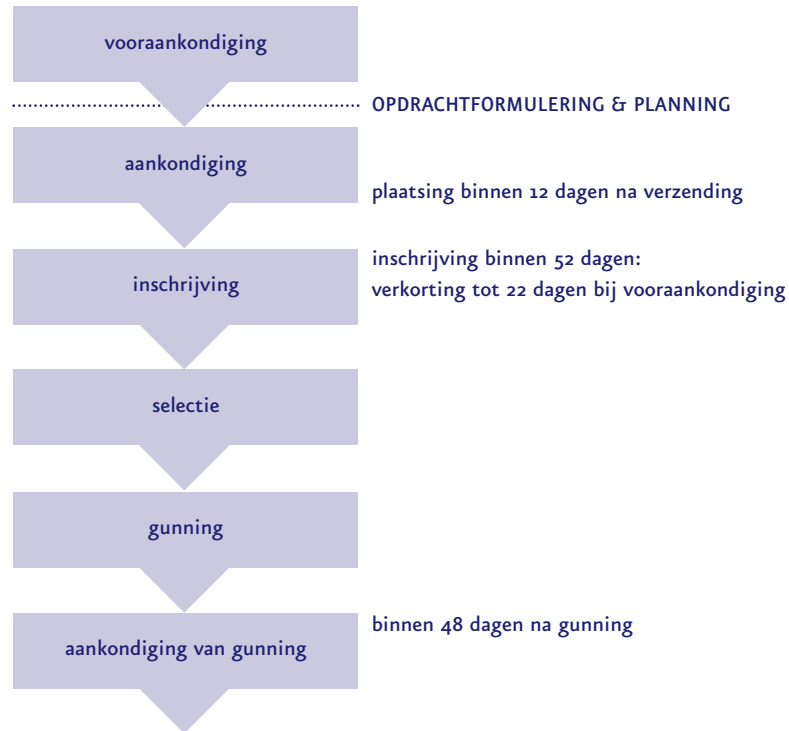 vooraankondiging
OPDRACHTFORMULERING & PLANNING
aankondiging
plaatsing binnen 12 dagen na verzending
inschrijving binnen 52 dagen:
inschrijving
verkorting tot 22 dagen bij vooraankondiging
selectie
gunning
binnen 48 dagen na gunning
aankondiging van gunning